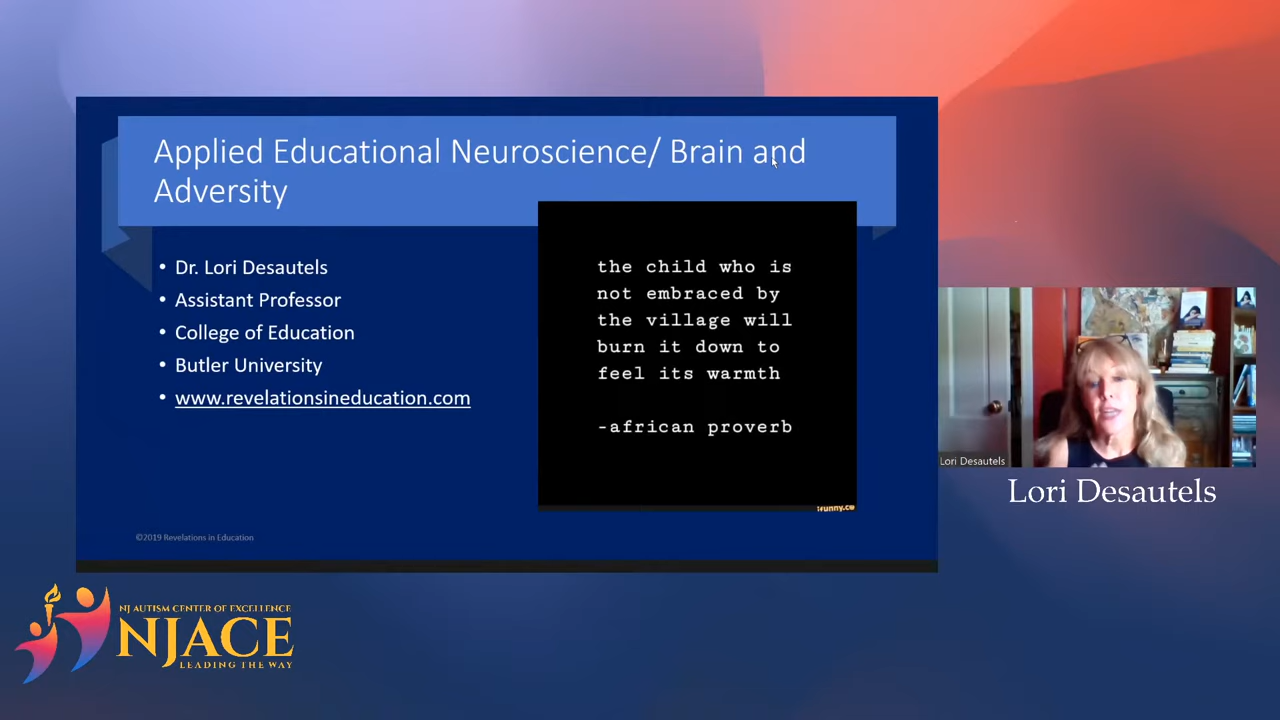 Applied Educational Neuroscience/ Brain and
Adversity
• Dr. Lori Desautels
• Assistant Professor
• College of Education
• Butler University
• www.revelationsineducation.com
the child who is
not embraced by
the village will
burn it down to
feel its warmth
-african proverb
©2019 Revelations in Education
Lori Desautels
Lori Desautels
NJ AUTISM CENTER OF EXCELLENCE
NJACE
LEADING THE WAY